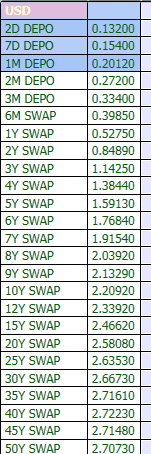 USD
2D DEPO 0.13200
7D DEPO 0.15400
1M DEPO 0.20120
2M DEPO 0.27200
3M DEPO 0.33400
6M SWAP 0.39850
1Y SWAP 0.52750
2Y SWAP 0.84890
3Y SWAP 1.14250
4Y SWAP 1.38440
5Y SWAP 1.59130
6Y SWAP 1.76840
7Y SWAP 1.91540
8Y SWAP 2.03920
9Y SWAP 2.13290
10Y SWAP 2.20920
12Y SWAP 2.33920
15Y SWAP 2.46620
20Y SWAP 2.58080
25Y SWAP 2.63530
30Y SWAP 2.66730
35Y SWAP 2.71610
40Y SWAP 2.72230
45Y SWAP 2.71480
50Y SWAP 2.70730